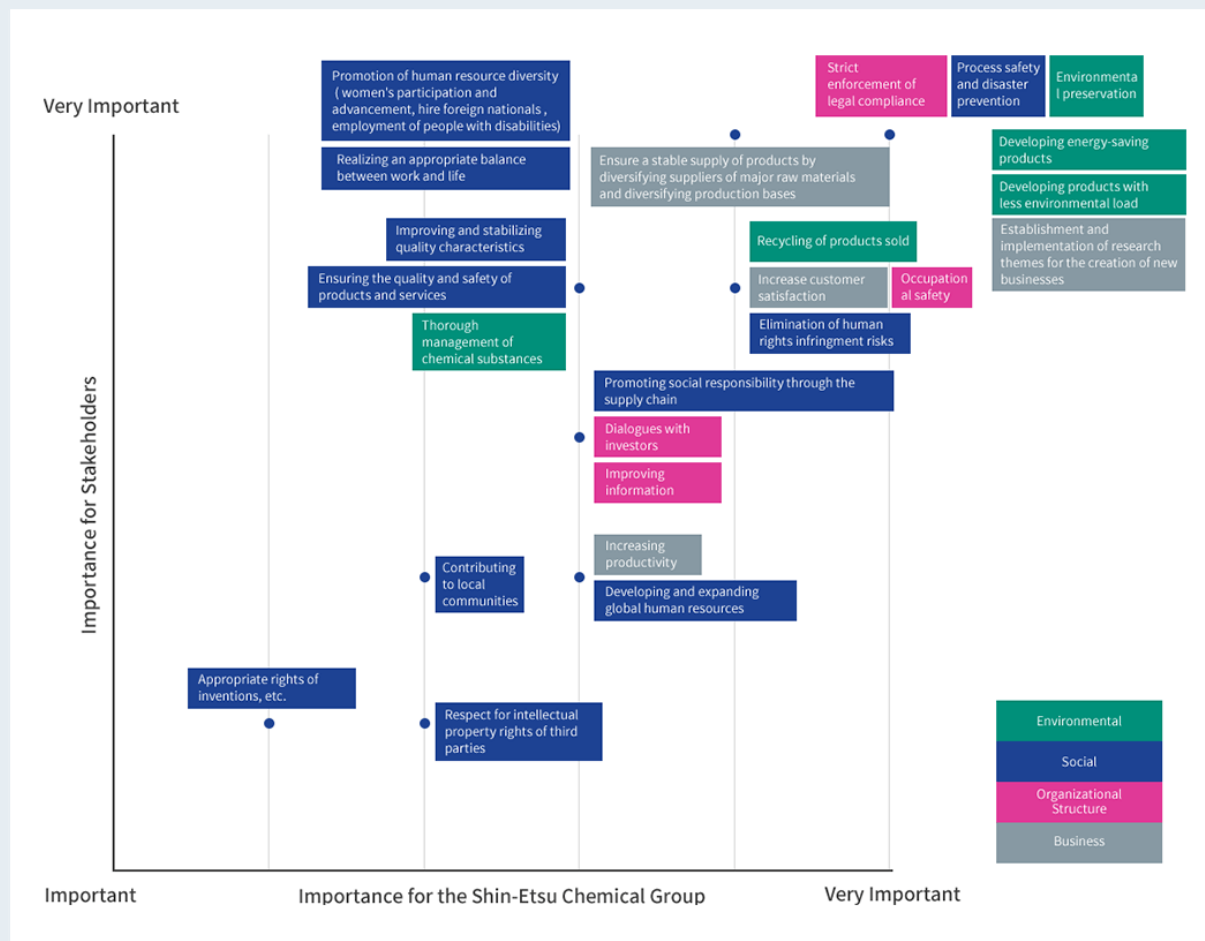 Very Important
Promotion of human resource diversity
( women's participation and
advancement, hire foreign nationals ,
employment of people with disabilities)
Realizing an appropriate balance
between work and life
Strict
enforcement of
legal compliance
Process safety
and disaster
prevention
Environmenta
l preservation
Ensure a stable supply of products by
diversifying suppliers of major raw materials
and diversifying production bases
Developing energy-saving
products
Developing products with
less environmental load
Establishment and
implementation of research
themes for the creation of new
businesses
Improving and stabilizing
quality characteristics
Ensuring the quality and safety of
products and services
Thorough
management of
chemical substances
Recycling of products sold
Increase customer
satisfaction
Occupation
al safety
Elimination of human
rights infringment risks
Promoting social responsibility through the
supply chain
Dialogues with
investors
Improving
information
Importance for Stakeholders
Increasing
productivity
Developing and expanding
global human resources
Contributing
to local
communities
Appropriate rights of
inventions, etc.
Respect for intellectual
property rights of third
parties
Environmental
Social
Organizational
Structure
Business
Important
Importance for the Shin-Etsu Chemical Group
Very Important